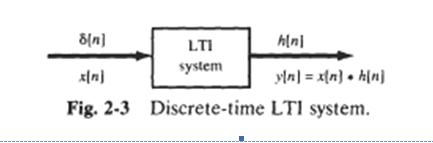 δ[n]
LTI
h[n]
x[n]
system
y[n] = x[n] * h[n]
Fig. 2-3 Discrete-time LTI system.